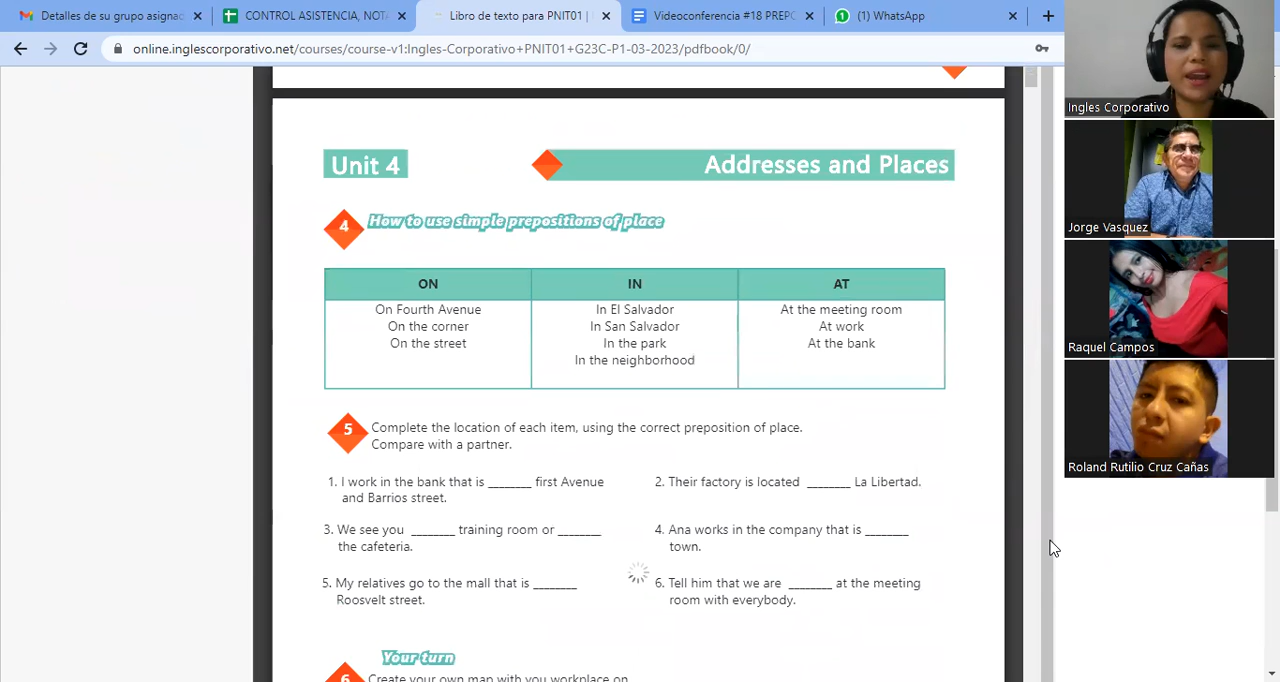 Detalles de su grupo asignad
CONTROL ASISTENCIA, NOTA
Libro de texto para PNIT01 |
Videoconferencia #18 PREPO
(1) WhatsApp
online.inglescorporativo.net/courses/course-v1:Ingles-Corporativo+PNIT01+G23C-P1-03-2023/pdfbook/0/
Unit 4
Addresses and Places
4
How to use simple prepositions of place
ON IN AT
On Fourth Avenue In El Salvador At the meeting room
On the corner In San Salvador At work
On the street In the park At the bank
In the neighborhood
5
Complete the location of each item, using the correct preposition of place.
Compare with a partner.
1. I work in the bank that is _______ first Avenue
and Barrios street.
2. Their factory is located _______ La Libertad.
3. We see you _______ training room or _______
the cafeteria.
4. Ana works in the company that is _______
town.
5. My relatives go to the mall that is _______
Roosvelt street.
6. Tell him that we are _______ at the meeting
room with everybody.
Your turn
6
Create your own map with you workplace on
Ingles Corporativo
Jorge Vasquez
Raquel Campos
Roland Rutilio Cruz Cañas